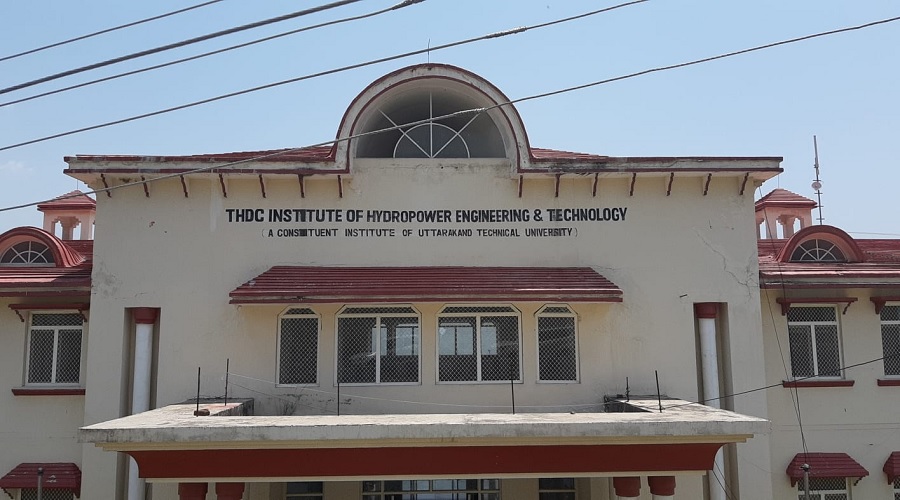 THDC INSTITUTE OF HYDROPOWER ENGINEERING & TECHNOLOGY
( A CONSTITUENT INSTITUTE OF UTTARAKAND TECHNICAL UNIVERSITY )